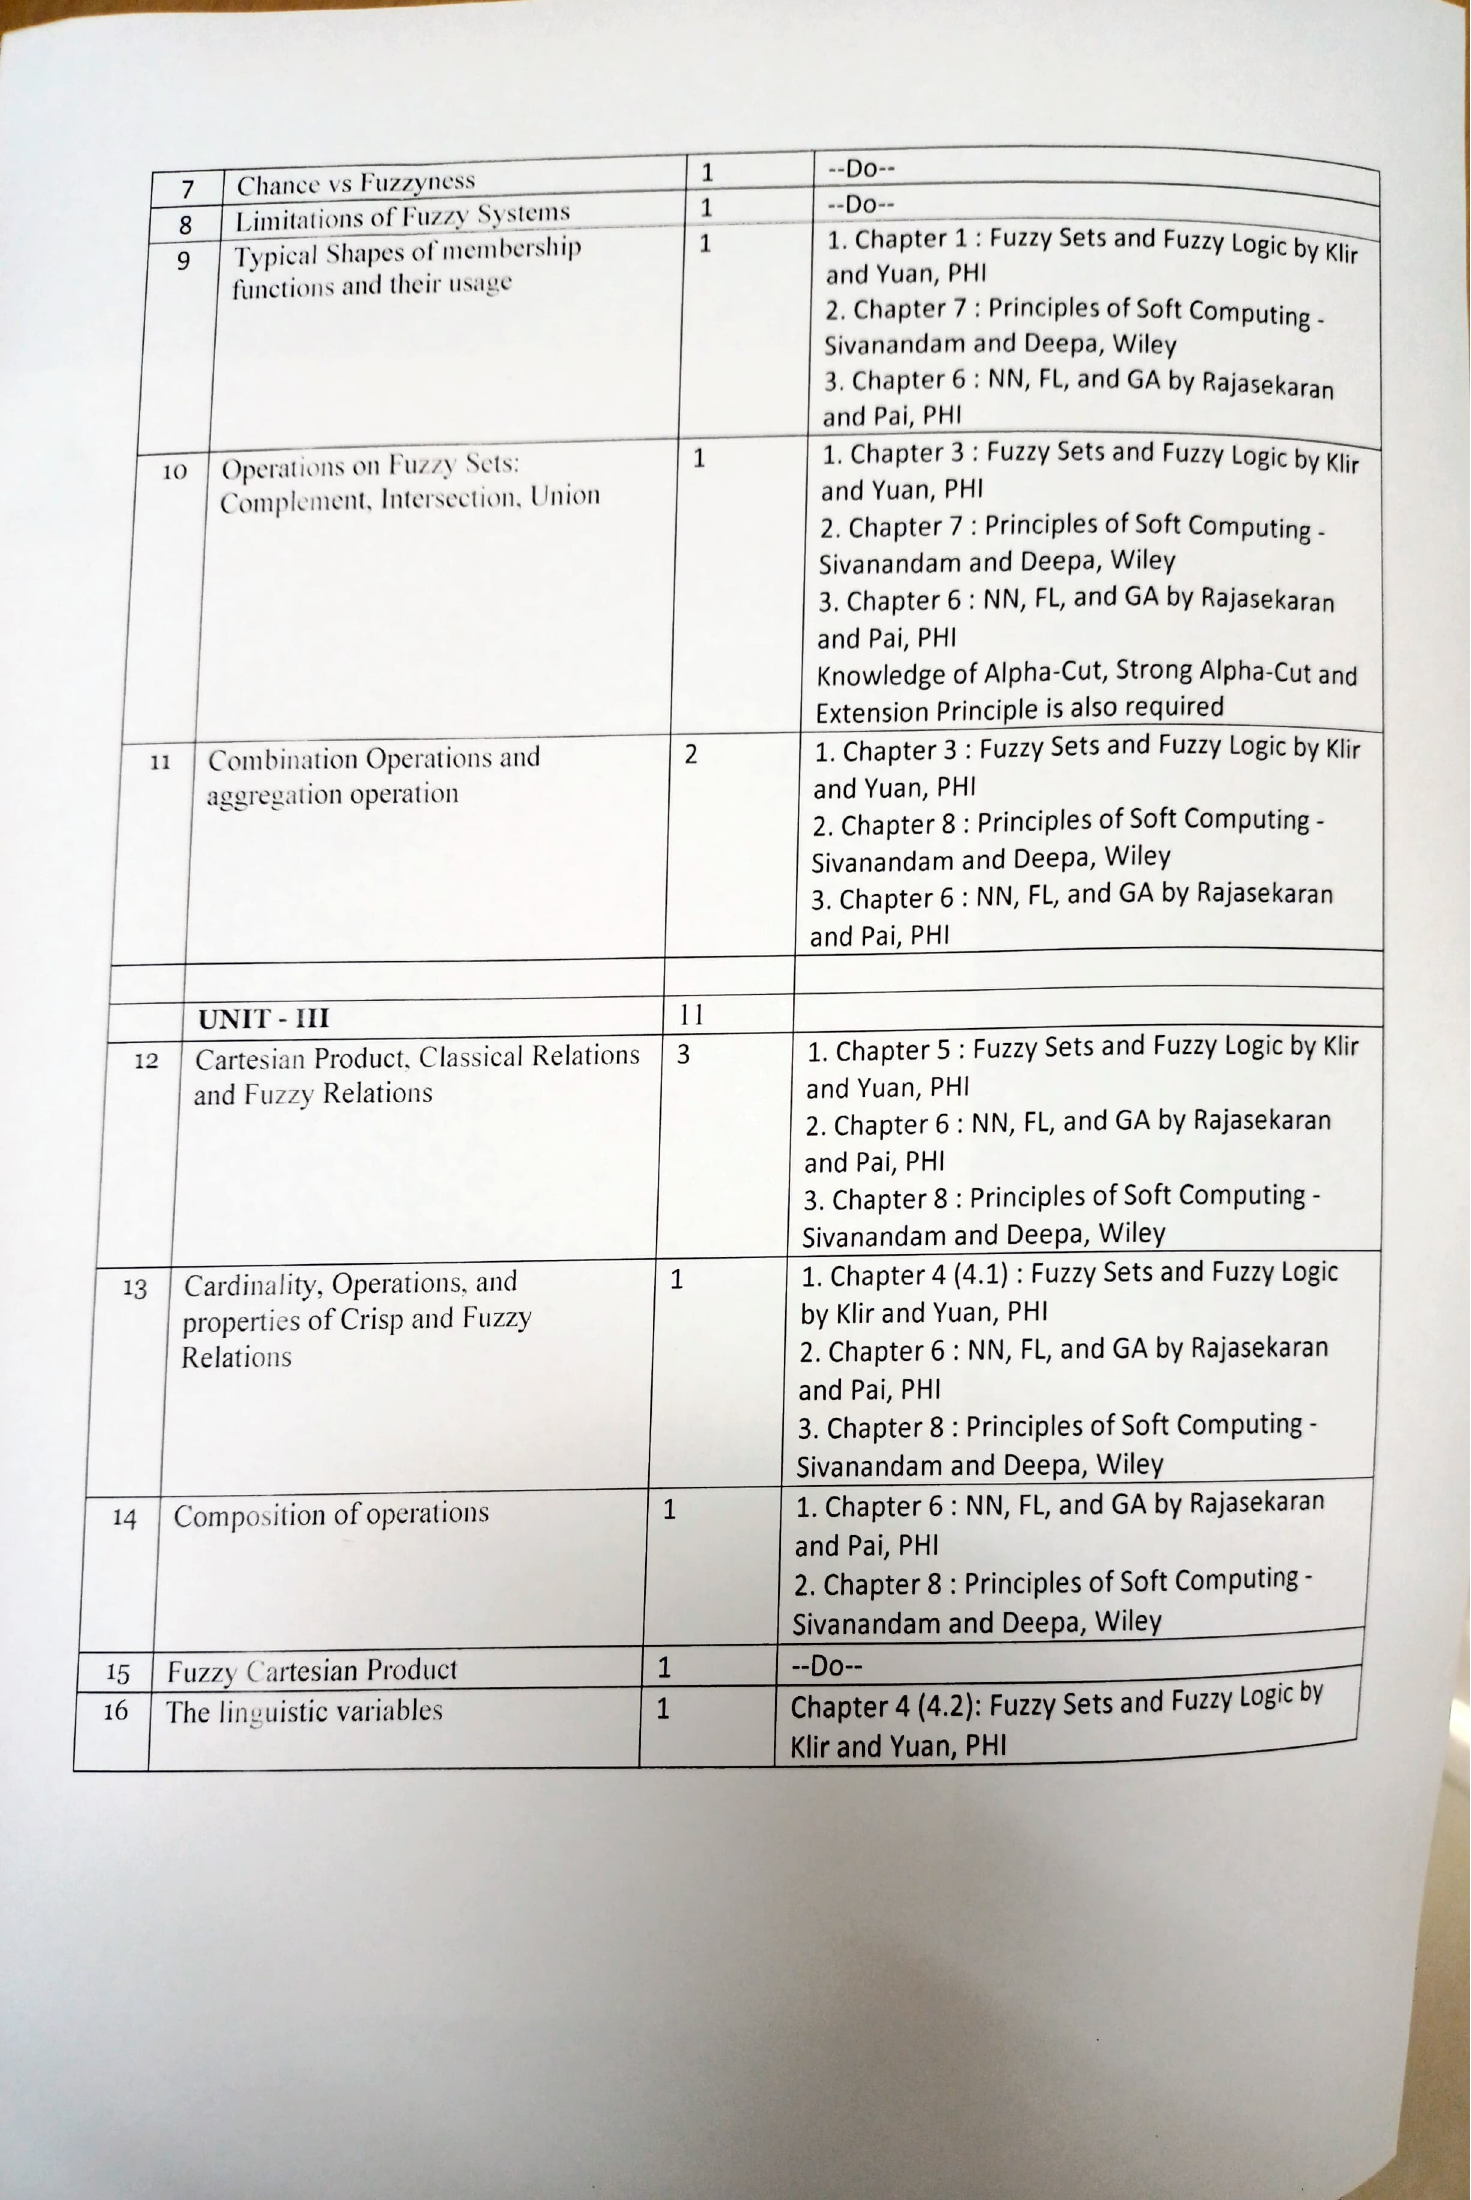 7 Chance vs Fuzzyness 1 --Do--
8 Limitations of Fuzzy Systems 1 --Do--
9 Typical Shapes of membership 1 1. Chapter 1 : Fuzzy Sets and Fuzzy Logic by Klir
functions and their usage and Yuan, PHI
2. Chapter 7 : Principles of Soft Computing -
Sivanandam and Deepa, Wiley
3. Chapter 6 : NN, FL, and GA by Rajasekaran
and Pai, PHI
10 Operations on Fuzzy Sets: 1 1. Chapter 3 : Fuzzy Sets and Fuzzy Logic by Klir
Complement, Intersection, Union and Yuan, PHI
2. Chapter 7 : Principles of Soft Computing -
Sivanandam and Deepa, Wiley
3. Chapter 6 : NN, FL, and GA by Rajasekaran
and Pai, PHI
Knowledge of Alpha-Cut, Strong Alpha-Cut and
Extension Principle is also required
11 Combination Operations and 2 1. Chapter 3 : Fuzzy Sets and Fuzzy Logic by Klir
aggregation operation and Yuan, PHI
2. Chapter 8 : Principles of Soft Computing -
Sivanandam and Deepa, Wiley
3. Chapter 6 : NN, FL, and GA by Rajasekaran
and Pai, PHI
UNIT - III 11
12 Cartesian Product, Classical Relations 3 1. Chapter 5 : Fuzzy Sets and Fuzzy Logic by Klir
and Fuzzy Relations and Yuan, PHI
2. Chapter 6 : NN, FL, and GA by Rajasekaran
and Pai, PHI
3. Chapter 8 : Principles of Soft Computing -
Sivanandam and Deepa, Wiley
13 Cardinality, Operations, and 1 1. Chapter 4 (4.1) : Fuzzy Sets and Fuzzy Logic
properties of Crisp and Fuzzy by Klir and Yuan, PHI
Relations 2. Chapter 6 : NN, FL, and GA by Rajasekaran
and Pai, PHI
3. Chapter 8 : Principles of Soft Computing -
Sivanandam and Deepa, Wiley
14 Composition of operations 1 1. Chapter 6 : NN, FL, and GA by Rajasekaran
and Pai, PHI
2. Chapter 8 : Principles of Soft Computing -
Sivanandam and Deepa, Wiley
15 Fuzzy Cartesian Product 1 --Do--
16 The linguistic variables 1 Chapter 4 (4.2): Fuzzy Sets and Fuzzy Logic by
Klir and Yuan, PHI